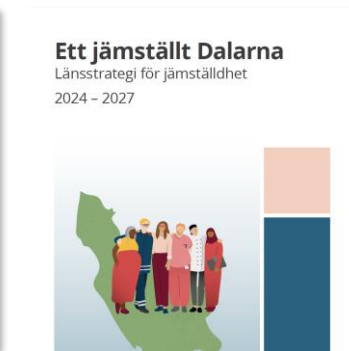 Ett jämställt Dalarna
Länsstrategi för jämställdhet
2024 – 2027